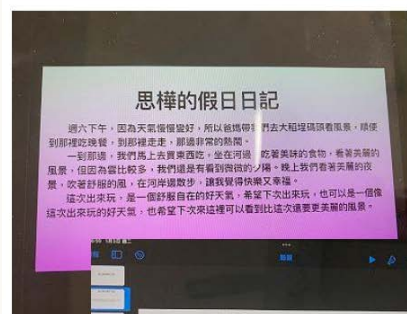 思樺的假日日記
週六下午，因為天氣慢慢變好，所以爸媽帶我們去大稻埕碼頭看風景，順便
到那裡吃晚餐，到那裡走走，那邊非常的熱鬧。
一到那邊，我們馬上去買東西吃，坐在河邊，吃著美味的食物，看著美麗的
風景，但因為雲比較多，我們還是有看到微微的夕陽。晚上我們看著美麗的夜
景，吹著舒服的風，在河岸邊散步，讓我覺得快樂又幸福。
這次出來玩，是一個舒服自在的好天氣，希望下次出來玩，也可以是一個像
這次出來玩的好天氣，也希望下次來這裡可以看到比這次還要更美麗的風景。